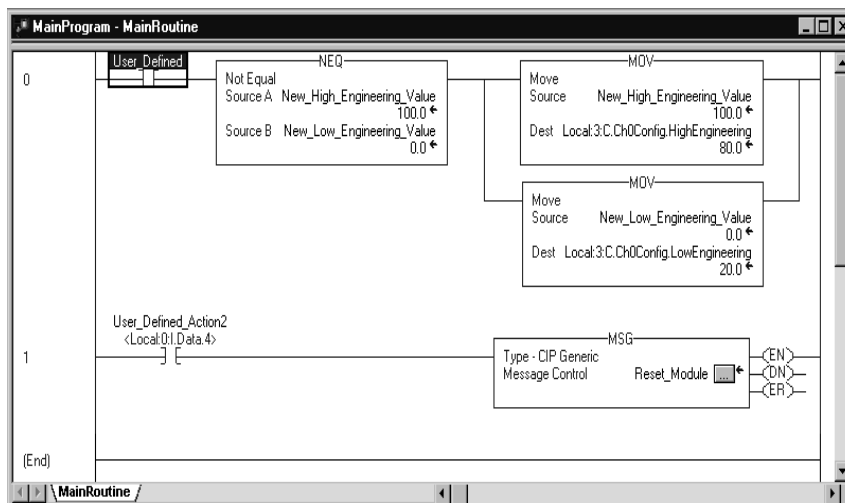 MainProgram - MainRoutine
0
User_Defined
NEQ
Not Equal
Source A New_High_Engineering_Value
100.0
Source B New_Low_Engineering_Value
0.0
MOV
Move
Source New_High_Engineering_Value
100.0
Dest Local:3:C.Ch0Config.HighEngineering
80.0
MOV
Move
Source New_Low_Engineering_Value
0.0
Dest Local:3:C.Ch0Config.LowEngineering
20.0
1
User_Defined_Action2
<Local:0:I.Data.4>
MSG
Type - CIP Generic
Message Control Reset_Module ...
EN
DN
ER
(End)
MainRoutine